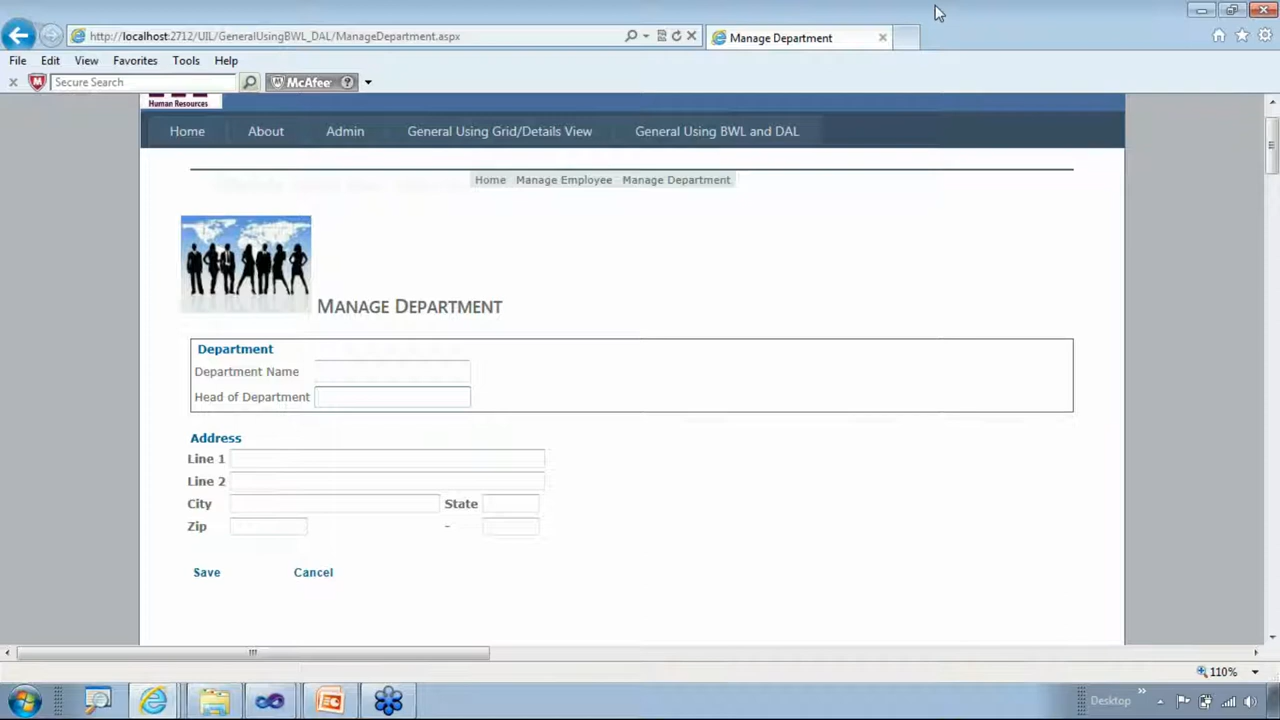 http://localhost:2712/UIL/GeneralUsingBWL_DAL/ManageDepartment.aspx
Manage Department
File Edit View Favorites Tools Help
Secure Search
McAfee
Human Resources
Home About Admin General Using Grid/Details View General Using BWL and DAL
Home Manage Employee Manage Department
MANAGE DEPARTMENT
Department
Department Name
Head of Department
Address
Line 1
Line 2
City State
Zip -
Save Cancel
110%
Desktop